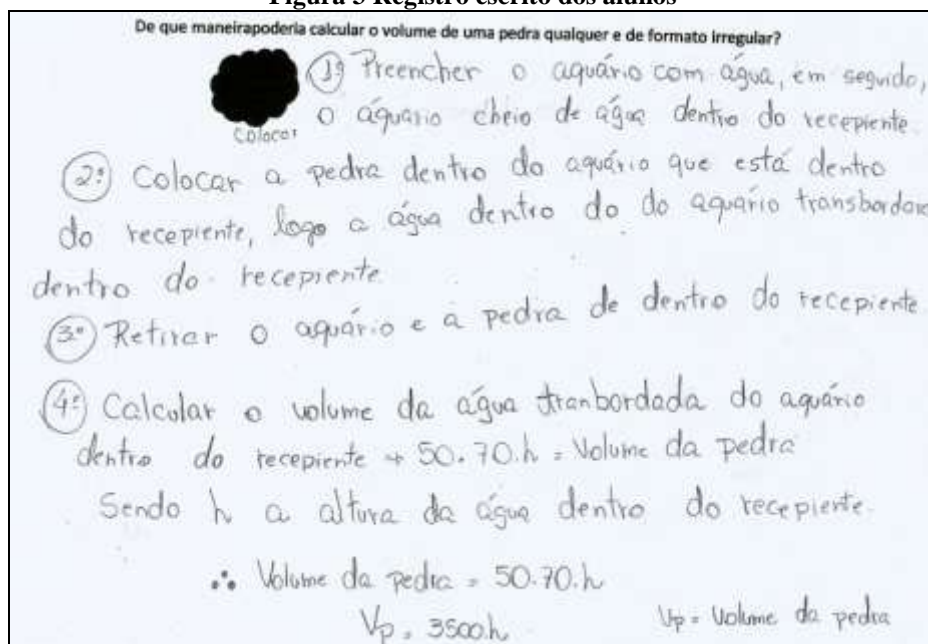 Figura 5 Registro escrito dos alunos
De que maneirapoderia calcular o volume de uma pedra qualquer e de formato irregular?
1º Preencher o aquário com água, em seguido,
colocar o aquario cheio de água dentro do recepiente
2º Colocar a pedra dentro do aquário que está dentro
do recepiente, logo a água dentro do do aquário transbordara
dentro do recepiente
3º Retirar o aquário e a pedra de dentro do recepiente
4º Calcular o volume da água tranbordada do aquário
dentro do recepiente → 50.70.h = Volume da pedra
Sendo h a altura da água dentro do recepiente.
∴ Volume da pedra = 50.70.h
Vp = 3500h Vp = Volume da pedra